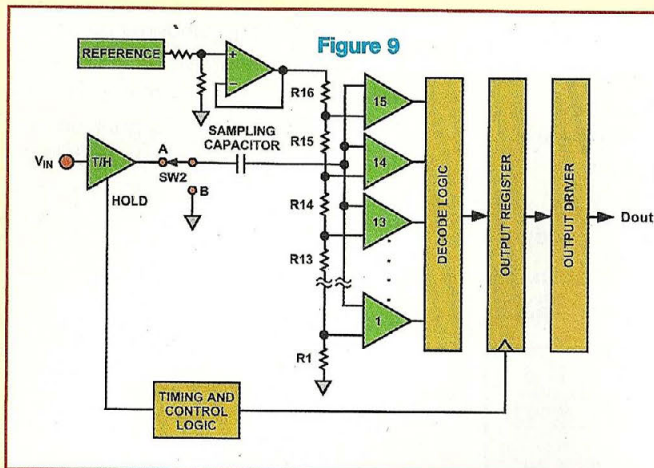 Figure 9
REFERENCE
+
−
R16
15
R15
SAMPLING
CAPACITOR
A
14
VIN
T/H
SW2
R14
B
HOLD
13
R13
1
R1
DECODE LOGIC
OUTPUT REGISTER
OUTPUT DRIVER
Dout
TIMING AND
CONTROL
LOGIC